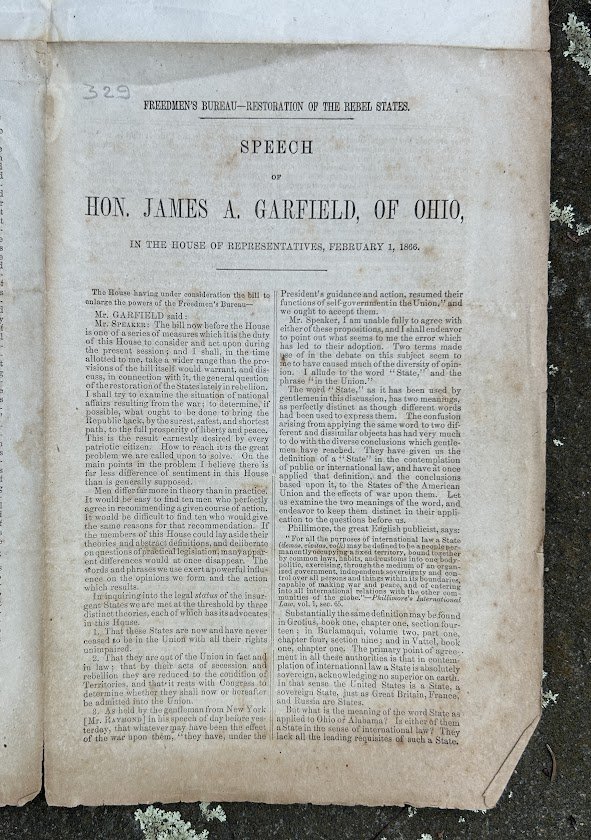 329
FREEDMEN'S BUREAU—RESTORATION OF THE REBEL STATES.
SPEECH
OF
HON. JAMES A. GARFIELD, OF OHIO,
IN THE HOUSE OF REPRESENTATIVES, FEBRUARY 1, 1866.
The House having under consideration the bill to
enlarge the powers of the Freedmen's Bureau—
Mr. GARFIELD said:
Mr. SPEAKER: The bill now before the House
is one of a series of measures which it is the duty
of this House to consider and act upon during
the present session; and I shall, in the time
allotted to me, take a wider range than the pro-
visions of the bill itself would warrant, and dis-
cuss, in connection with it, the general question
of the restoration of the States lately in rebellion.
I shall try to examine the situation of national
affairs resulting from the war; to determine, if
possible, what ought to be done to bring the
Republic back, by the surest, safest, and shortest
path, to the full prosperity of liberty and peace.
This is the result earnestly desired by every
patriotic citizen. How to reach it is the great
problem we are called upon to solve. On the
main points in the problem I believe there is
far less difference of sentiment in this House
than is generally supposed.
Men differ far more in theory than in practice.
It would be easy to find ten men who perfectly
agree in recommending a given course of action.
It would be difficult to find ten who would give
the same reasons for that recommendation. If
the members of this House could lay aside their
theories and abstract definitions, and deliberate
on questions of practical legislation, many appar-
ent differences would at once disappear. The
words and phrases we use exert a powerful influ-
ence on the opinions we form and the action
which results.
In inquiring into the legal status of the insur-
gent States we are met at the threshold by three
distinct theories, each of which has its advocates
in this House.
1. That these States are now and have never
ceased to be in the Union with all their rights
unimpaired.
2. That they are out of the Union in fact and
in law; that by their acts of secession and
rebellion they are reduced to the condition of
Territories, and that it rests with Congress to
determine whether they shall now or hereafter
be admitted into the Union.
3. As held by the gentleman from New York
[Mr. RAYMOND] in his speech of day before yes-
terday, that whatever may have been the effect
of the war upon them, "they have, under the
President's guidance and action, resumed their
functions of self-government in the Union," and
we ought to accept them.
Mr. Speaker, I am unable fully to agree with
either of these propositions, and I shall endeavor
to point out what seems to me the error which
has led to their adoption. Two terms made
use of in the debate on this subject seem to
me to have caused much of the diversity of opin-
ion. I allude to the word "State," and the
phrase "in the Union."
The word "State," as it has been used by
gentlemen in this discussion, has two meanings,
as perfectly distinct as though different words
had been used to express them. The confusion
arising from applying the same word to two dif-
ferent and dissimilar objects has had very much
to do with the diverse conclusions which gentle-
men have reached. They have given us the
definition of a "State" in the contemplation
of public or international law, and have at once
applied that definition, and the conclusions
based upon it, to the States of the American
Union and the effects of war upon them. Let
us examine the two meanings of the word, and
endeavor to keep them distinct in their appli-
cation to the questions before us.
Phillimore, the great English publicist, says:
"For all the purposes of international law a State
(demos, civitas, volk) may be defined to be a people per-
manently occupying a fixed territory, bound together
by common laws, habits, and customs into one body-
politic, exercising, through the medium of an organ-
ized government, independent sovereignty and con-
trol over all persons and things within its boundaries,
capable of making war and peace, and of entering
into all international relations with the other com-
munities of the globe."—Phillimore's International
Law, vol. 1, sec. 65.
Substantially the same definition may be found
in Grotius, book one, chapter one, section four-
teen; in Burlamaqui, volume two, part one,
chapter four, section nine; and in Vattel, book
one, chapter one. The primary point of agree-
ment in all these authorities is that in contem-
plation of international law a State is absolutely
sovereign, acknowledging no superior on earth.
In that sense the United States is a State, a
sovereign State, just as Great Britain, France,
and Russia are States.
But what is the meaning of the word State as
applied to Ohio or Alabama? Is either of them
a State in the sense of international law? They
lack all the leading requisites of such a State.